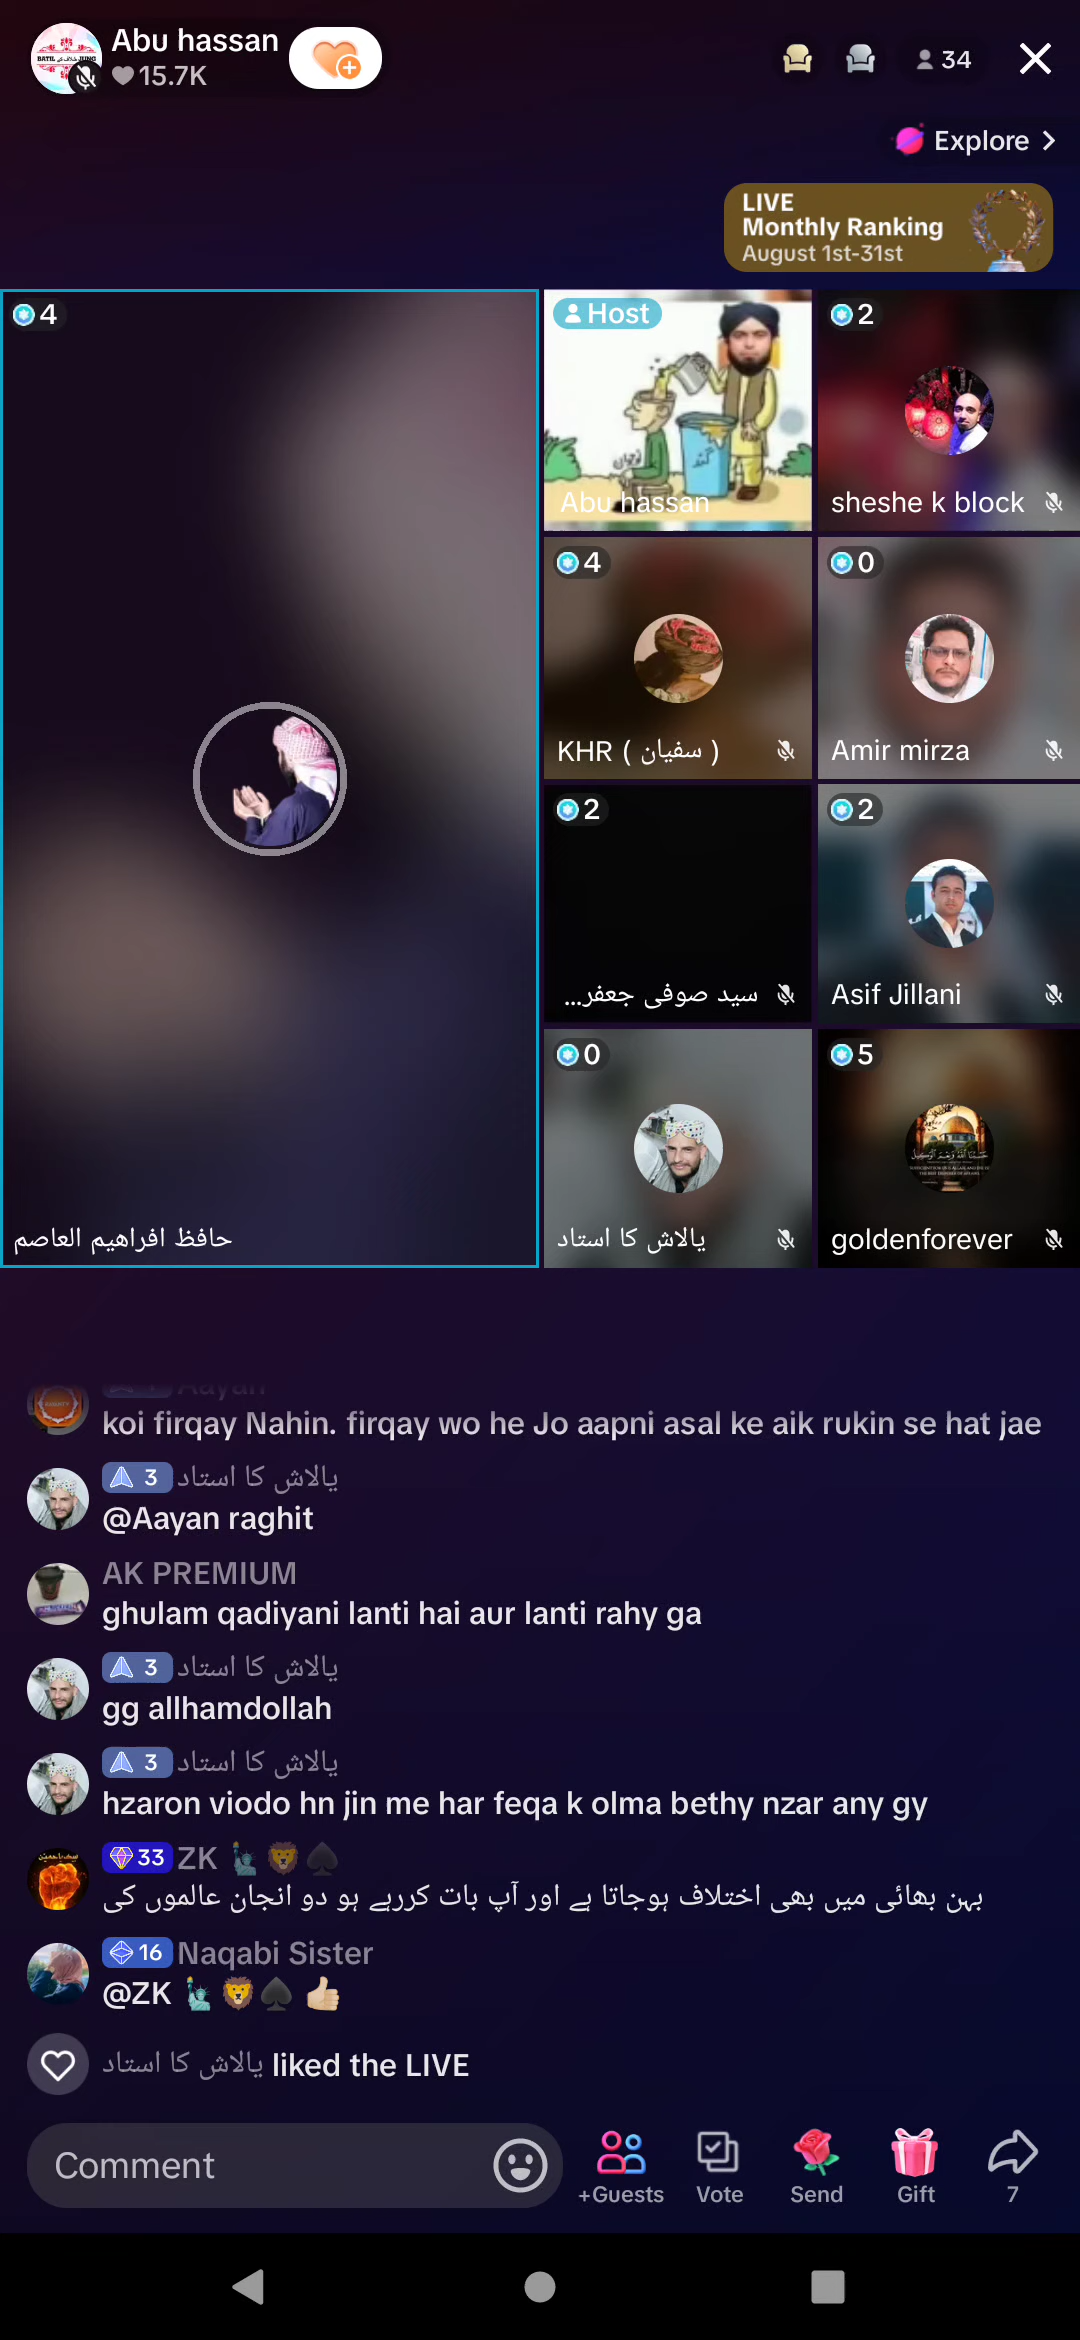 Abu hassan
15.7K
34
Explore
LIVE
Monthly Ranking
August 1st-31st
4
Host
نوجوان
گند
Abu hassan
2
sheshe k block
4
KHR ( سفیان )
0
Amir mirza
2
سید صوفی جعفر...
2
Asif Jillani
0
یالاش کا استاد
5
goldenforever
حافظ افراهیم العاصم
Aayan
koi firqay Nahin. firqay wo he Jo aapni asal ke aik rukin se hat jae
3 یالاش کا استاد
@Aayan raghit
AK PREMIUM
ghulam qadiyani lanti hai aur lanti rahy ga
3 یالاش کا استاد
gg allhamdollah
3 یالاش کا استاد
hzaron viodo hn jin me har feqa k olma bethy nzar any gy
33 ZK 🗽🦁♠️
بہن بھائی میں بھی اختلاف ہوجاتا ہے اور آپ بات کررہے ہو دو انجان عالموں کی
16 Naqabi Sister
@ZK 🗽🦁♠️ 👍🏼
یالاش کا استاد liked the LIVE
Comment
+Guests
Vote
Send
Gift
7